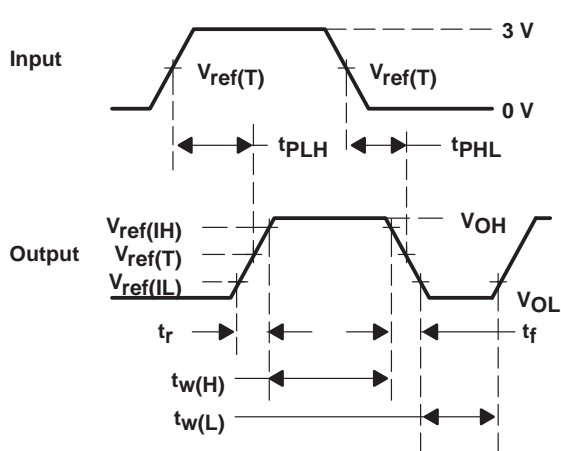 3 V
Input
Vref(T) Vref(T)
0 V
tPLH tPHL
Vref(IH) VOH
Output Vref(T)
Vref(IL) VOL
tr tf
tw(H)
tw(L)